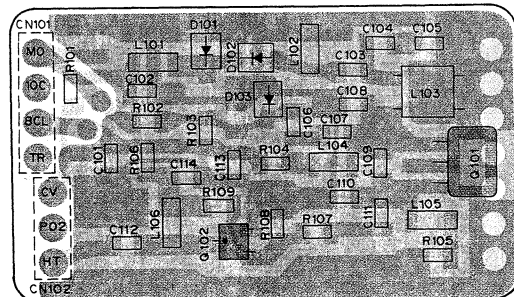 CN101
D101
C104
C105
MO
R101
L101
D102
L102
C103
IOC
C102
D103
C108
L103
BCL
R102
R103
C106
C107
TR
C101
R106
C114
C113
R104
L104
C109
Q101
CV
R109
C110
PO2
L106
R108
R107
C111
L105
C112
Q102
R105
HT
CN102